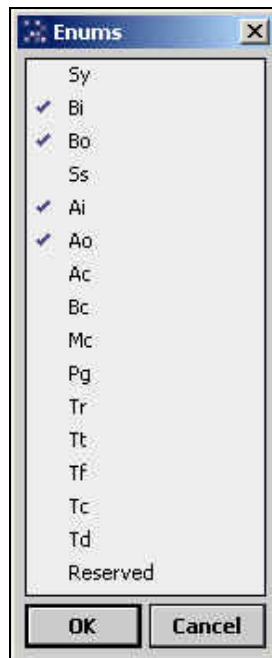 Enums
Sy
Bi
Bo
Ss
Ai
Ao
Ac
Bc
Mc
Pg
Tr
Tt
Tf
Tc
Td
Reserved
OK Cancel